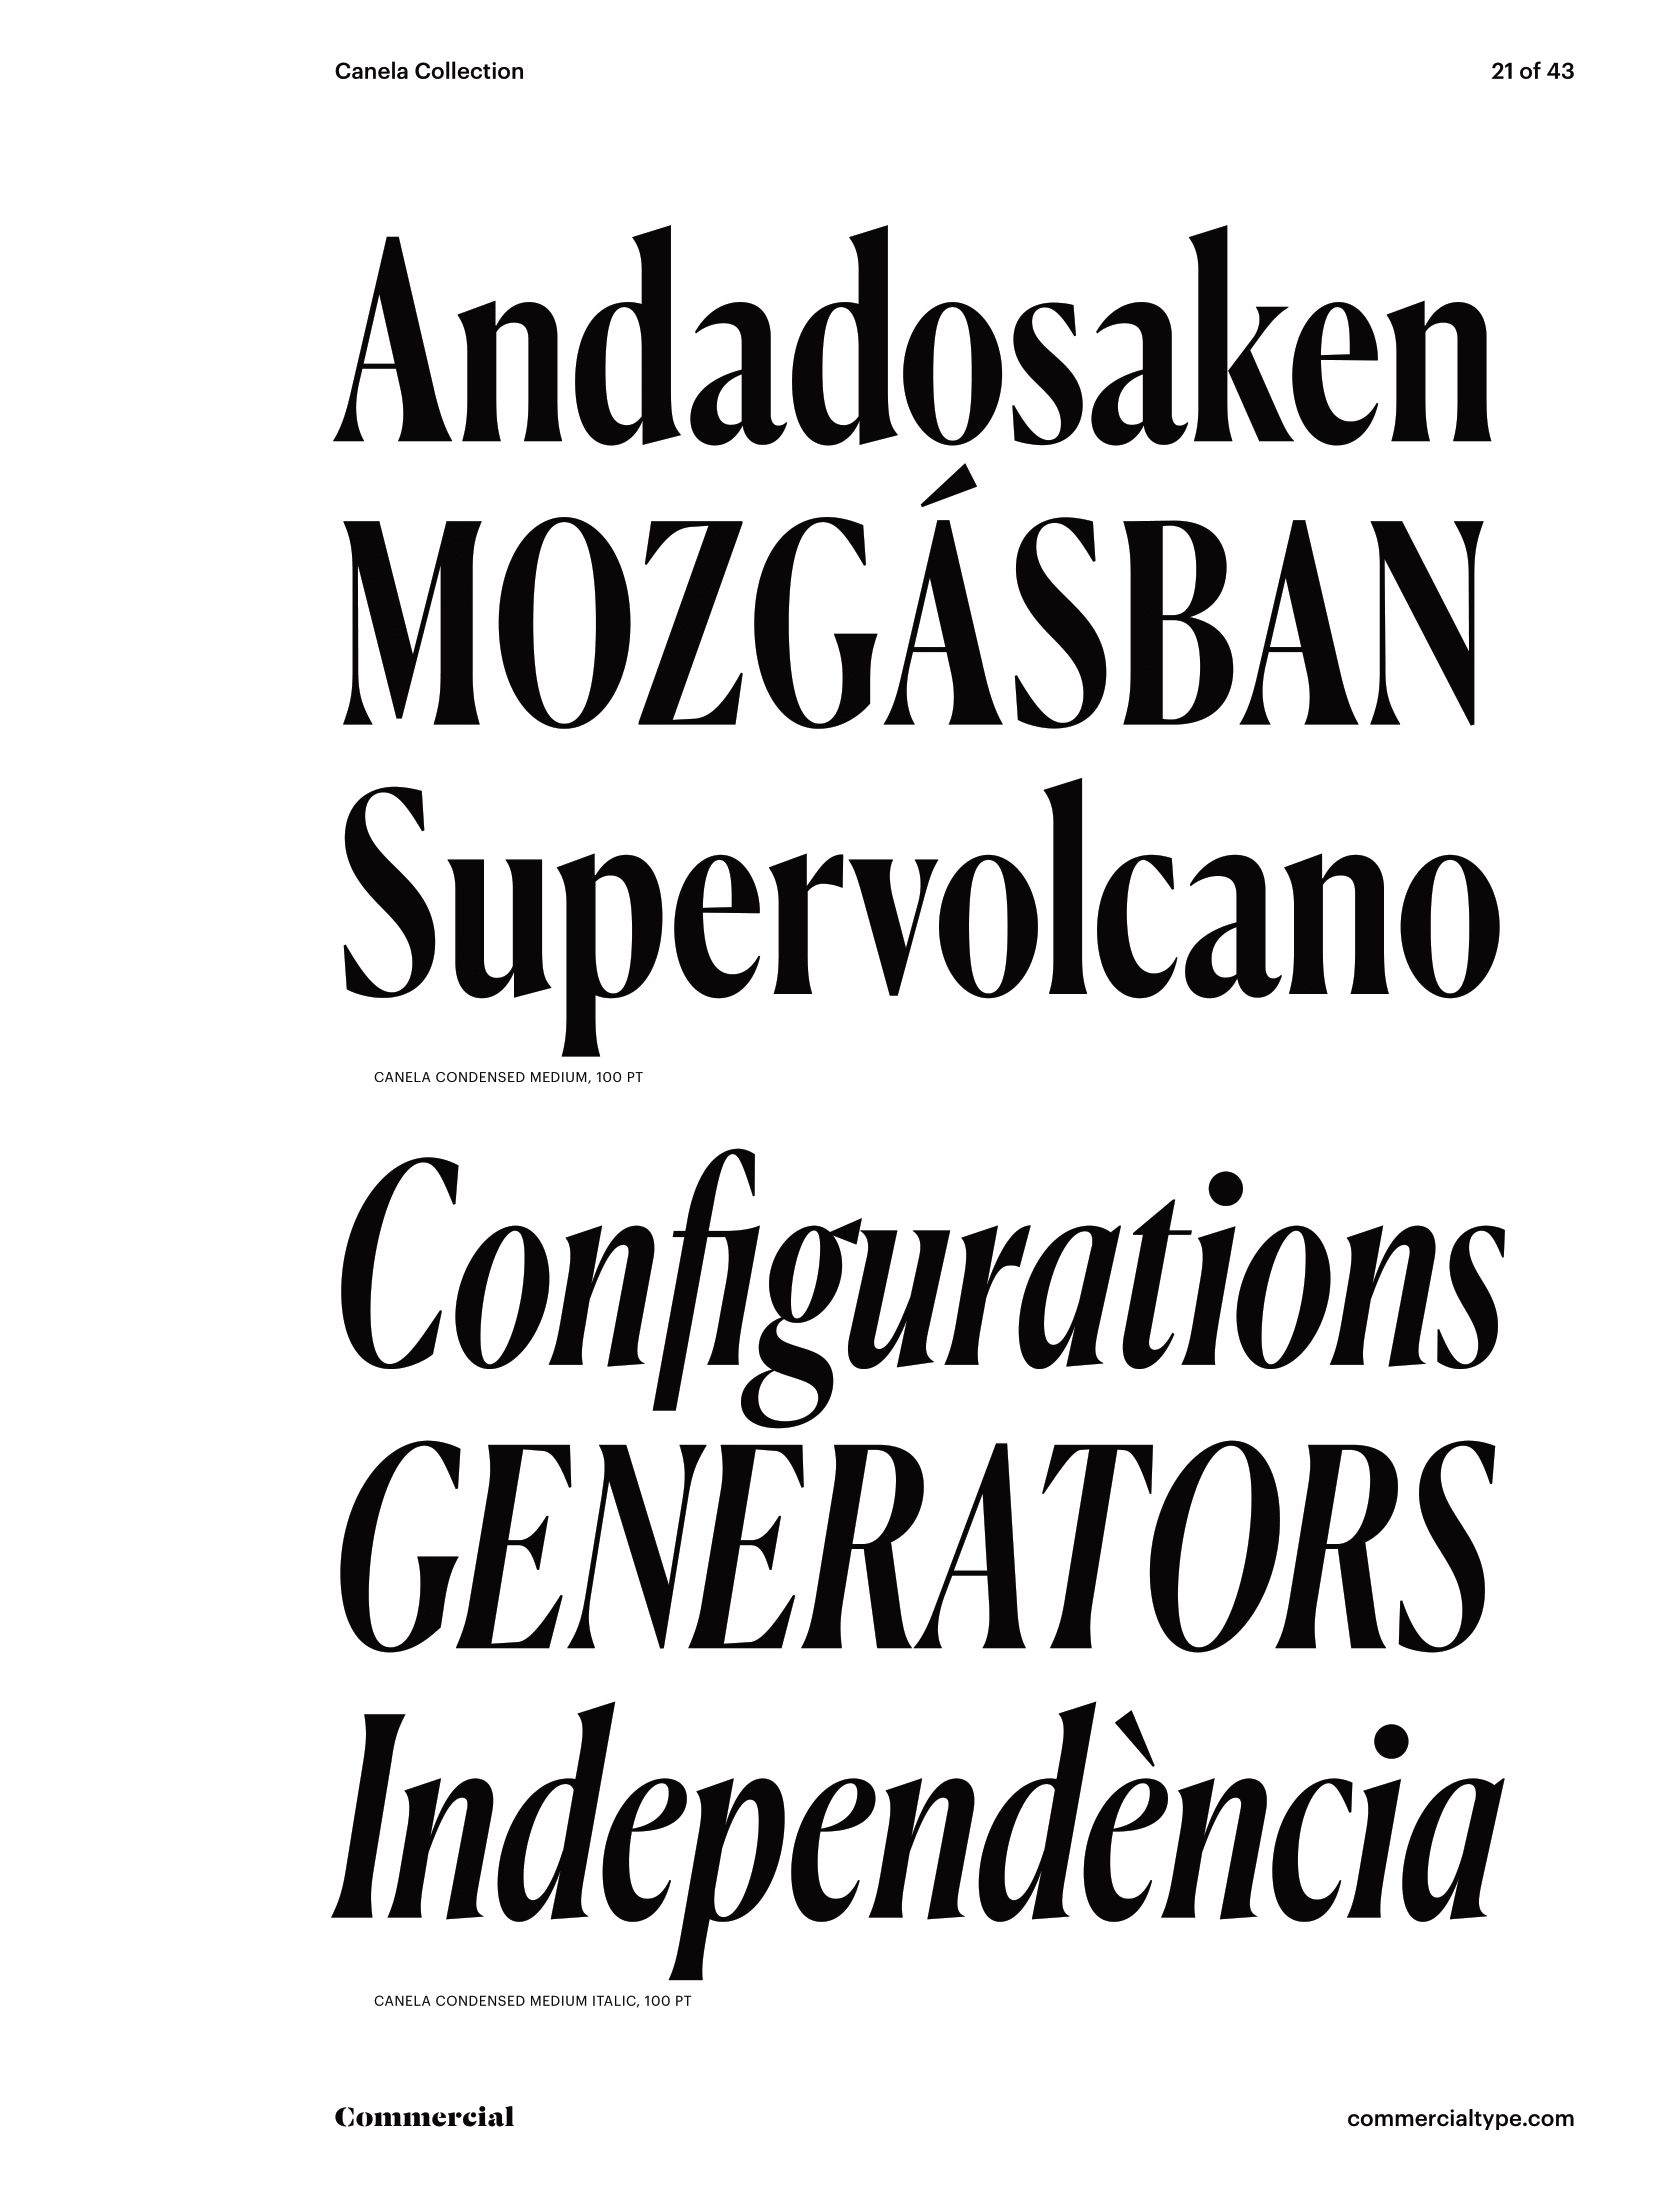 Canela Collection
21 of 43
Andadosaken
MOZGÁSBAN
Supervolcano
CANELA CONDENSED MEDIUM, 100 PT
Configurations
GENERATORS
Independència
CANELA CONDENSED MEDIUM ITALIC, 100 PT
Commercial
commercialtype.com